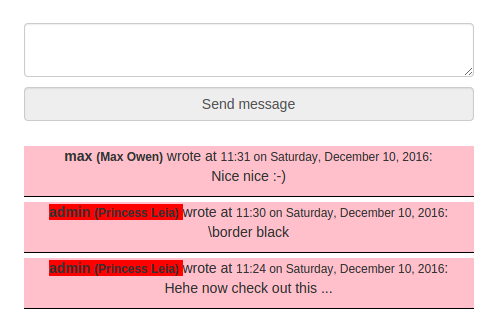 Send message
max (Max Owen) wrote at 11:31 on Saturday, December 10, 2016:
Nice nice :-)
admin (Princess Leia) wrote at 11:30 on Saturday, December 10, 2016:
\border black
admin (Princess Leia) wrote at 11:24 on Saturday, December 10, 2016:
Hehe now check out this ...